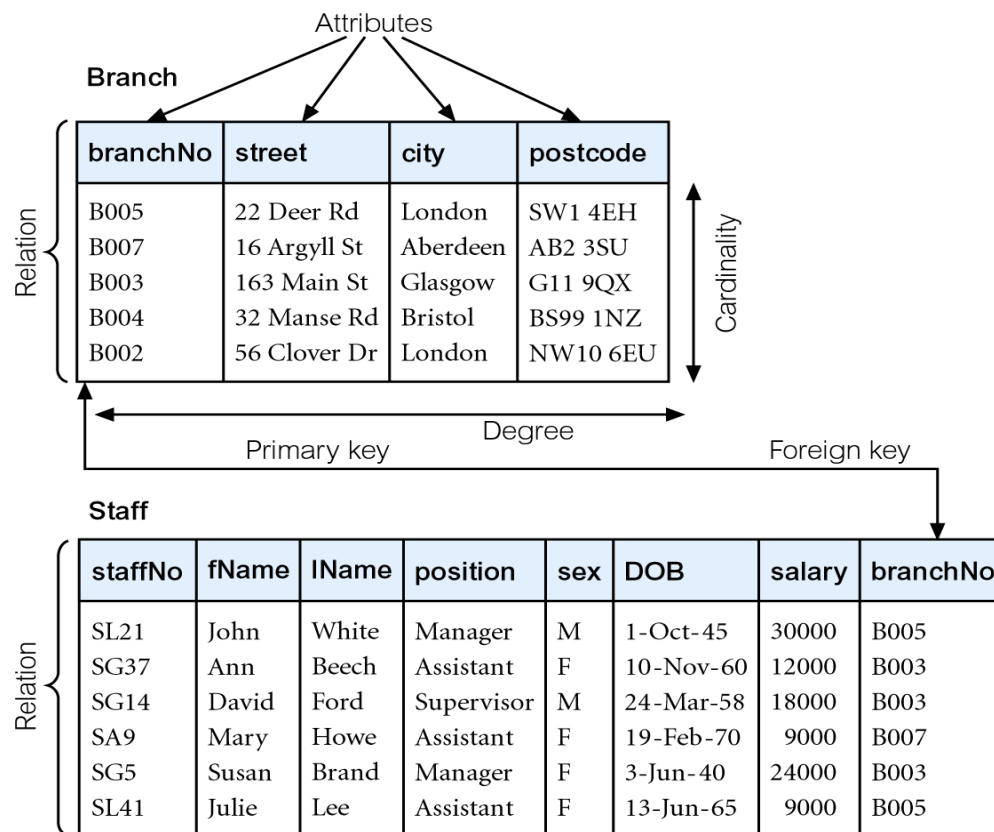 Attributes
Branch
branchNo street city postcode
B005 22 Deer Rd London SW1 4EH
B007 16 Argyll St Aberdeen AB2 3SU
B003 163 Main St Glasgow G11 9QX
B004 32 Manse Rd Bristol BS99 1NZ
B002 56 Clover Dr London NW10 6EU
Relation
Cardinality
Degree
Primary key Foreign key
Staff
staffNo fName lName position sex DOB salary branchNo
SL21 John White Manager M 1-Oct-45 30000 B005
SG37 Ann Beech Assistant F 10-Nov-60 12000 B003
SG14 David Ford Supervisor M 24-Mar-58 18000 B003
SA9 Mary Howe Assistant F 19-Feb-70 9000 B007
SG5 Susan Brand Manager F 3-Jun-40 24000 B003
SL41 Julie Lee Assistant F 13-Jun-65 9000 B005
Relation